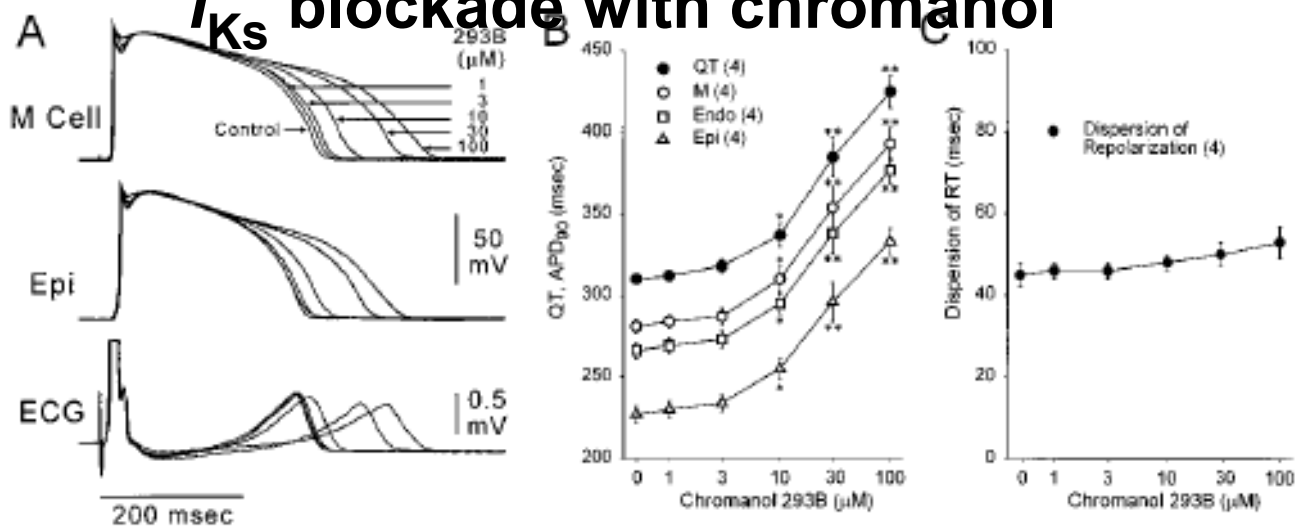 I_Ks blockade with chromanol
A
293B
(μM)
1
3
10
30
100
Control
M Cell
50
mV
Epi
ECG
0.5
mV
200 msec
B
450
400
350
300
250
200
QT, APD90 (msec)
QT (4)
M (4)
Endo (4)
Epi (4)
**
**
**
**
**
**
**
*
*
*
*
0 1 3 10 30 100
Chromanol 293B (μM)
C
100
80
60
40
20
0
Dispersion of RT (msec)
Dispersion of
Repolarization (4)
0 1 3 10 30 100
Chromanol 293B (μM)